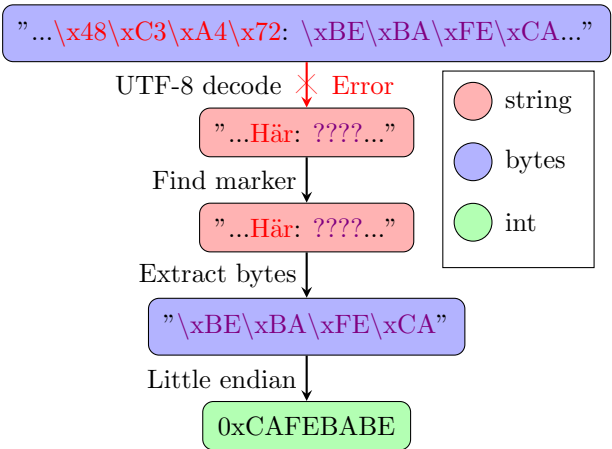 "...\x48\xC3\xA4\x72: \xBE\xBA\xFE\xCA..."
UTF-8 decode Error
"...Här: ????..."
Find marker
"...Här: ????..."
Extract bytes
"\xBE\xBA\xFE\xCA"
Little endian
0xCAFEBABE
string
bytes
int